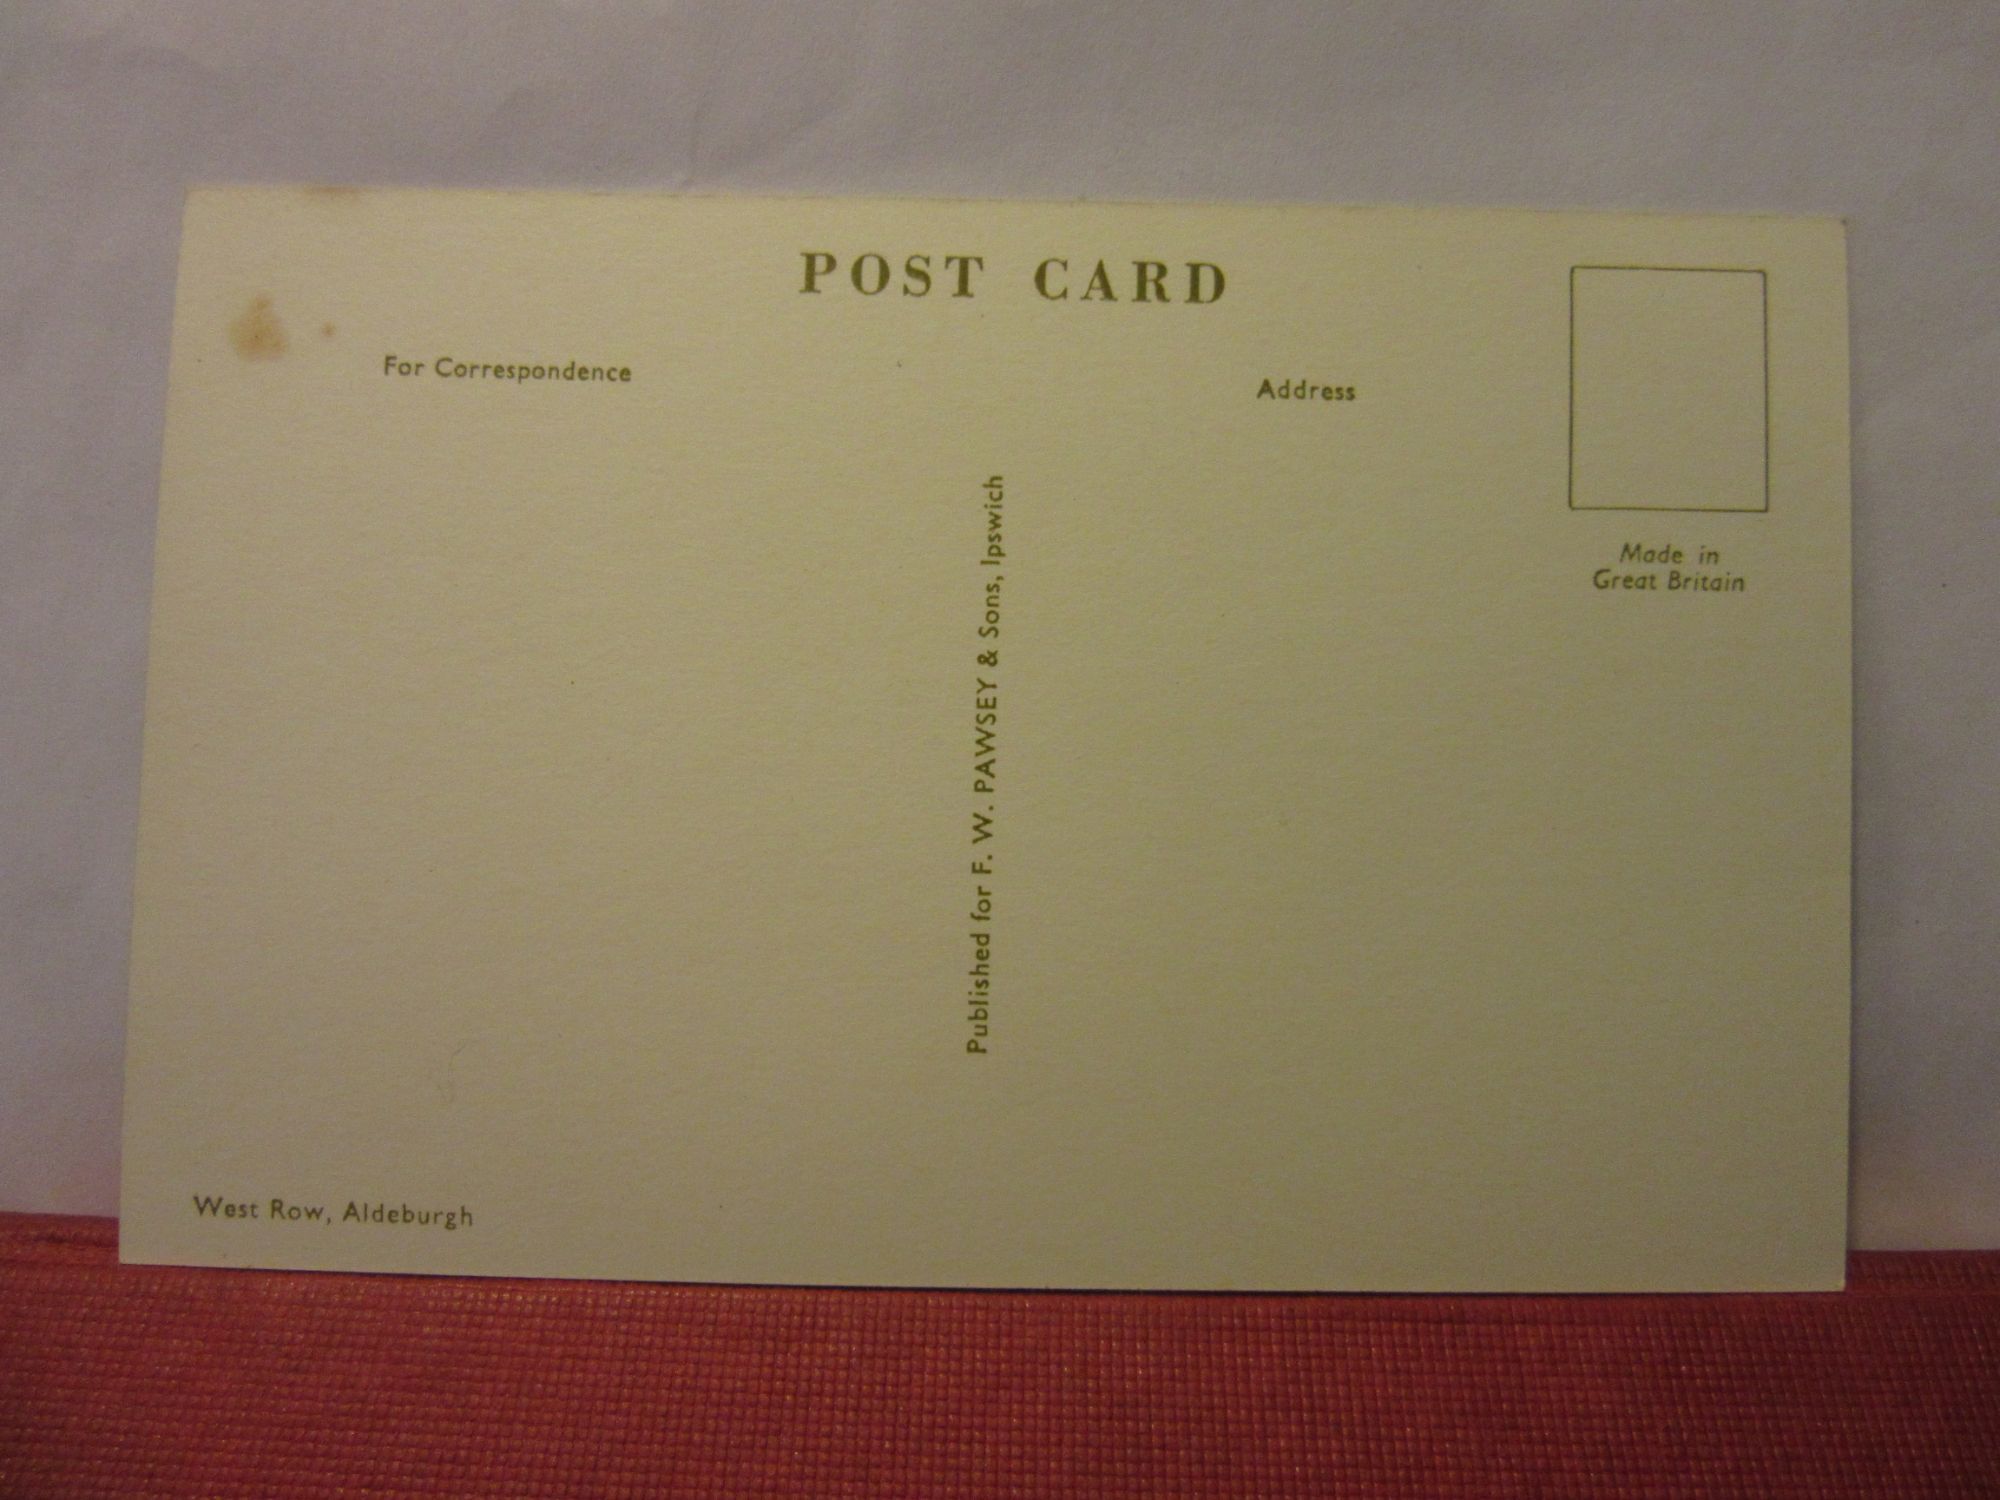 POST CARD
For Correspondence
Address
Made in
Great Britain
Published for F. W. PAWSEY & Sons, Ipswich
West Row, Aldeburgh